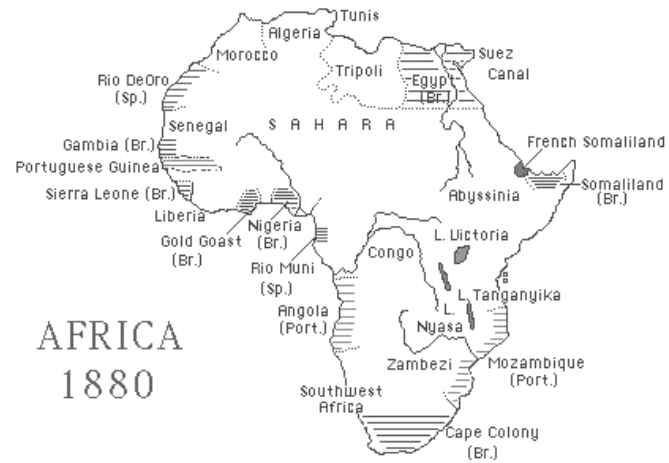 Tunis
Algeria
Morocco
Suez
Canal
Tripoli
Egypt
(Br.)
Rio DeOro
(Sp.)
Senegal
S A H A R A
French Somaliland
Gambia (Br.)
Portuguese Guinea
Somaliland
(Br.)
Abyssinia
Sierra Leone (Br.)
Liberia
Nigeria
(Br.)
Gold Goast
(Br.)
L. Victoria
Congo
Rio Muni
(Sp.)
L. Tanganyika
L.
Nyasa
Angola
(Port.)
AFRICA
1880
Zambezi
Mozambique
(Port.)
Southwest
Africa
Cape Colony
(Br.)